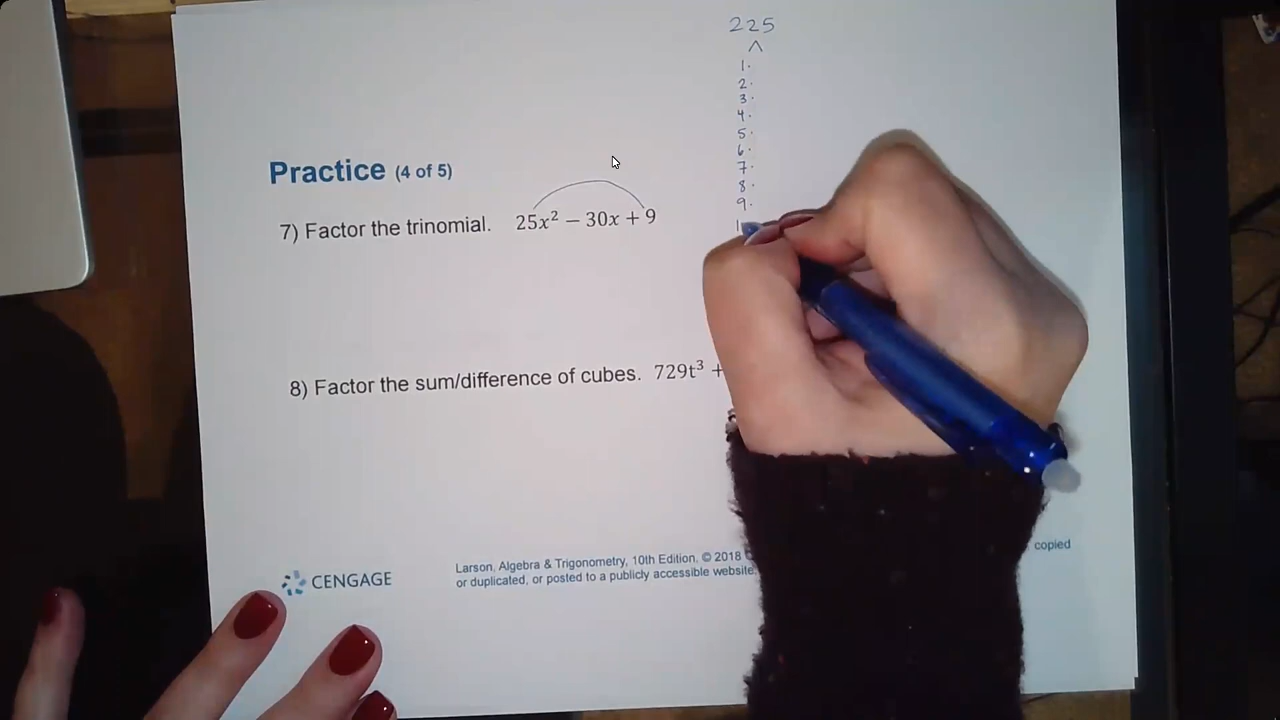 225
^
1.
2.
3.
4.
5.
6.
7.
8.
9.
1
Practice (4 of 5)
7) Factor the trinomial. 25x² − 30x + 9
8) Factor the sum/difference of cubes. 729t³ +
CENGAGE
Larson, Algebra & Trigonometry, 10th Edition, © 2018 copied
or duplicated, or posted to a publicly accessible website